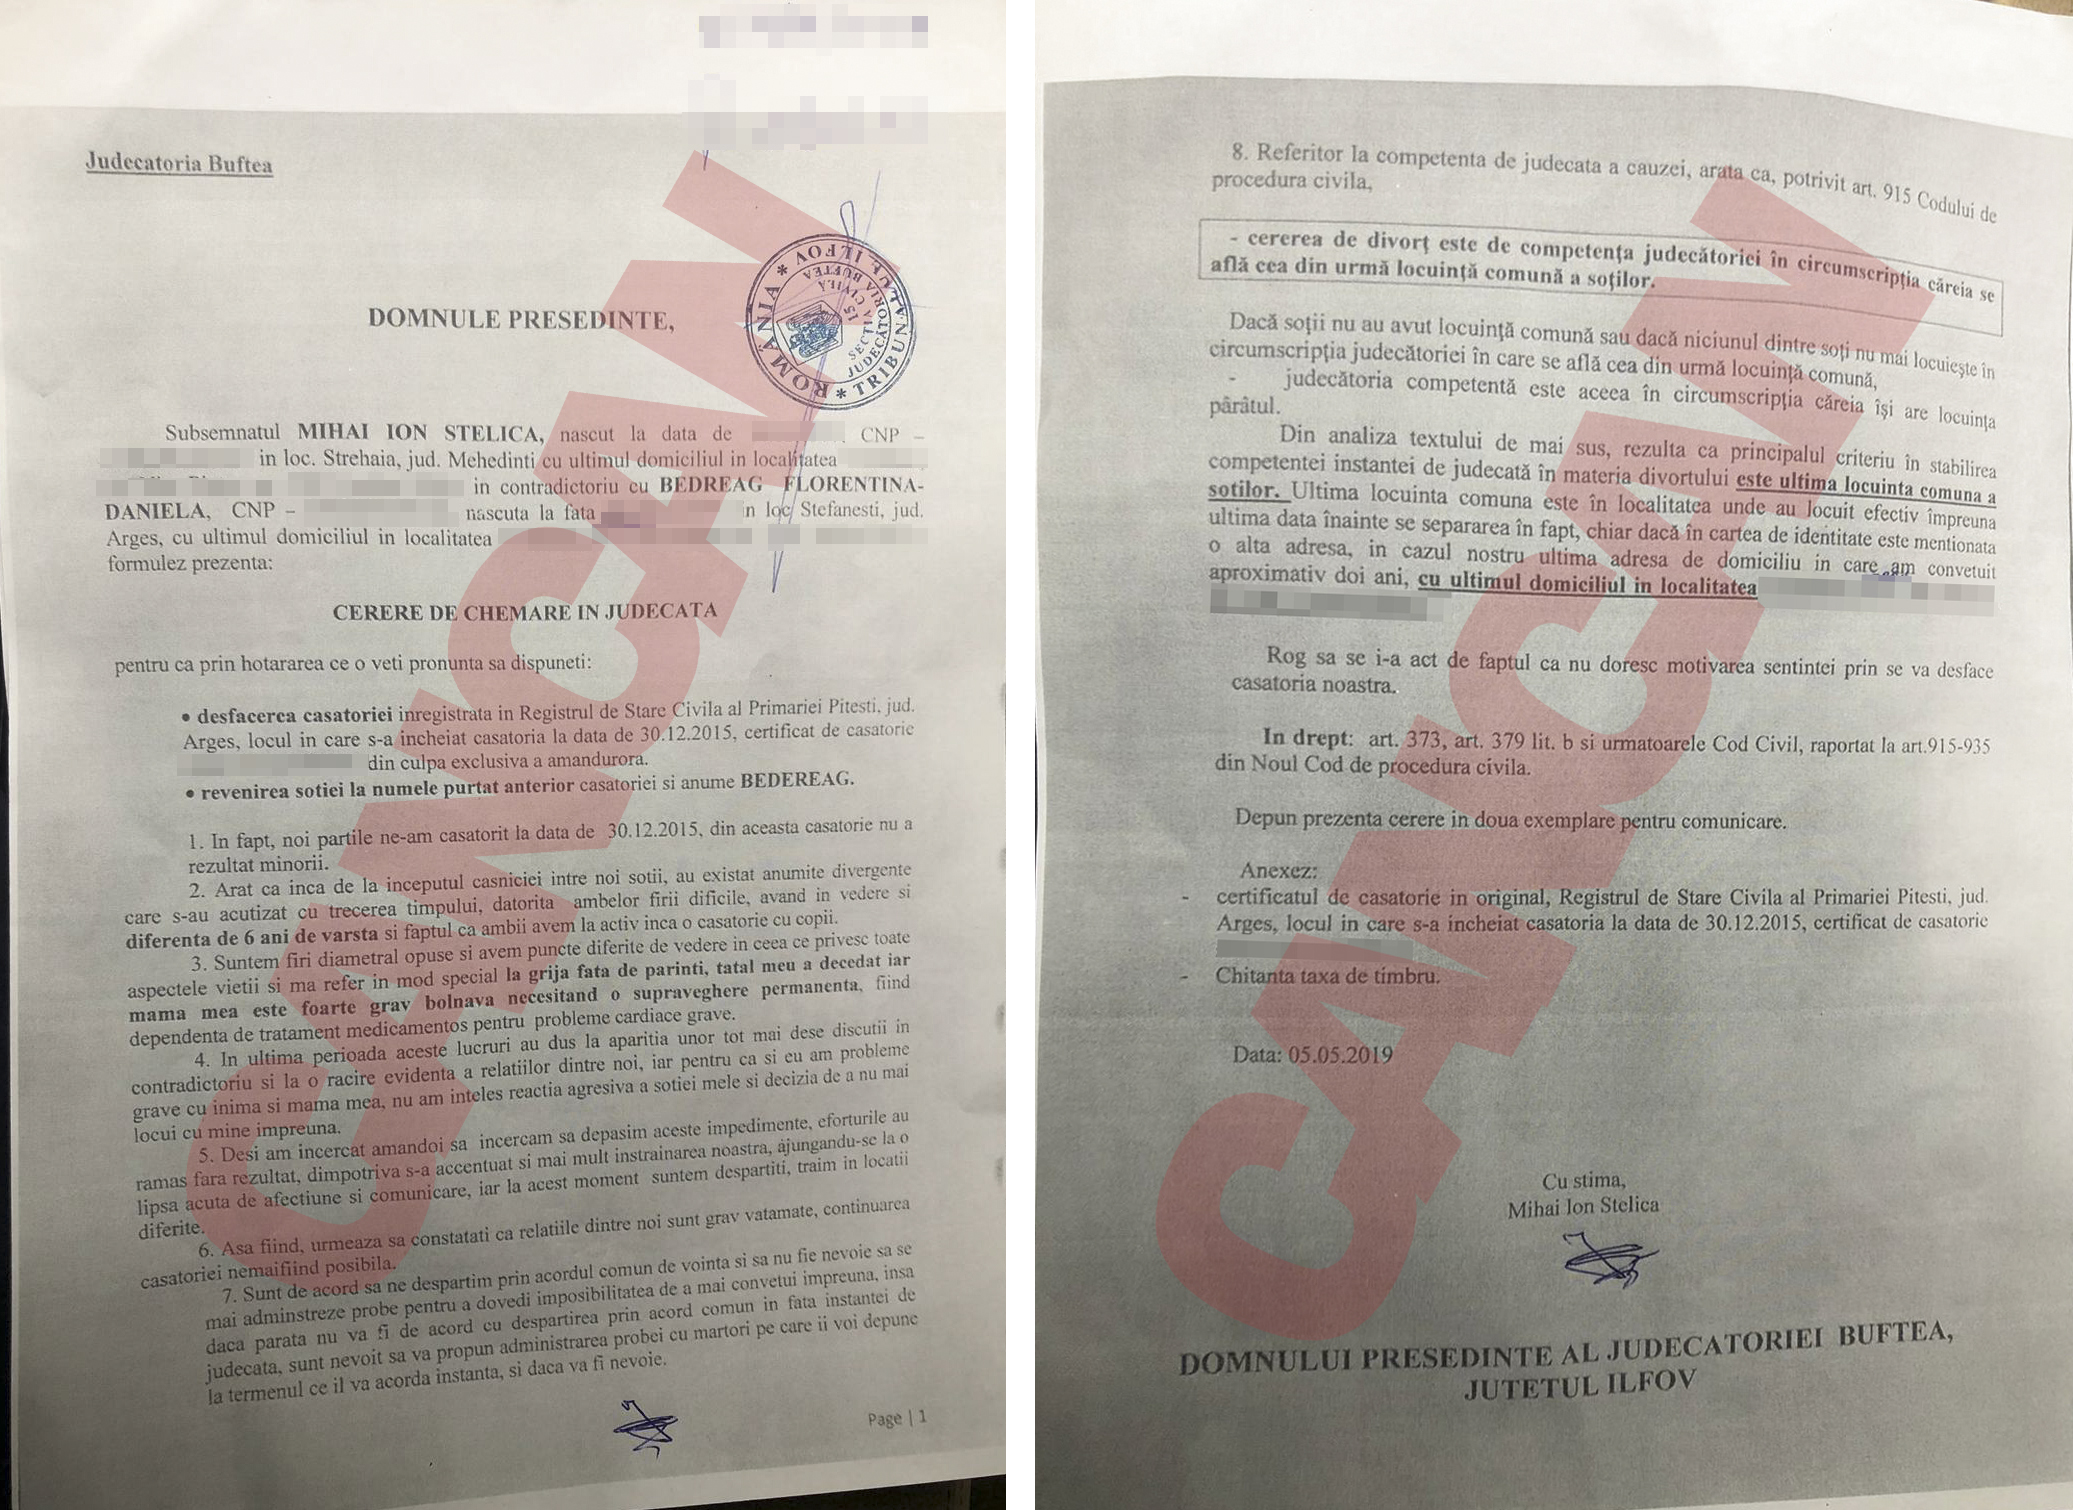 Judecatoria Buftea
ROMÂNIA * TRIBUNALUL ILFOV *
JUDECĂTORIA BUFTEA
SECȚIA CIVILĂ
15
DOMNULE PRESEDINTE,
Subsemnatul MIHAI ION STELICA, nascut la data de CNP –
in loc. Strehaia, jud. Mehedinti cu ultimul domiciliul in localitatea
in contradictoriu cu BEDREAG FLORENTINA-
DANIELA, CNP – nascuta la fata in loc Stefanesti, jud.
Arges, cu ultimul domiciliul in localitatea
formulez prezenta:
CERERE DE CHEMARE IN JUDECATA
pentru ca prin hotararea ce o veti pronunta sa dispuneti:
• desfacerea casatoriei inregistrata in Registrul de Stare Civila al Primariei Pitesti, jud.
Arges, locul in care s-a incheiat casatoria la data de 30.12.2015, certificat de casatorie
din culpa exclusiva a amandurora.
• revenirea sotiei la numele purtat anterior casatoriei si anume BEDEREAG.
1. In fapt, noi partile ne-am casatorit la data de 30.12.2015, din aceasta casatorie nu a
rezultat minorii.
2. Arat ca inca de la inceputul casniciei intre noi sotii, au existat anumite divergente
care s-au acutizat cu trecerea timpului, datorita ambelor firii dificile, avand in vedere si
diferenta de 6 ani de varsta si faptul ca ambii avem la activ inca o casatorie cu copii.
3. Suntem firi diametral opuse si avem puncte diferite de vedere in ceea ce privesc toate
aspectele vietii si ma refer in mod special la grija fata de parinti, tatal meu a decedat iar
mama mea este foarte grav bolnava necesitand o supraveghere permanenta, fiind
dependenta de tratament medicamentos pentru probleme cardiace grave.
4. In ultima perioada aceste lucruri au dus la aparitia unor tot mai dese discutii in
contradictoriu si la o racire evidenta a relatiilor dintre noi, iar pentru ca si eu am probleme
grave cu inima si mama mea, nu am inteles reactia agresiva a sotiei mele si decizia de a nu mai
locui cu mine impreuna.
5. Desi am incercat amandoi sa incercam sa depasim aceste impedimente, eforturile au
ramas fara rezultat, dimpotriva s-a accentuat si mai mult instrainarea noastra, ajungandu-se la o
lipsa acuta de afectiune si comunicare, iar la acest moment suntem despartiti, traim in locatii
diferite.
6. Asa fiind, urmeaza sa constatati ca relatiile dintre noi sunt grav vatamate, continuarea
casatoriei nemaifiind posibila.
7. Sunt de acord sa ne despartim prin acordul comun de vointa si sa nu fie nevoie sa se
mai adminstreze probe pentru a dovedi imposibilitatea de a mai convetui impreuna, insa
daca parata nu va fi de acord cu despartirea prin acord comun in fata instantei de
judecata, sunt nevoit sa va propun administrarea probei cu martori pe care ii voi depune
la termenul ce il va acorda instanta, si daca va fi nevoie.
Page | 1
CANCAN
8. Referitor la competenta de judecata a cauzei, arata ca, potrivit art. 915 Codului de
procedura civila,
- cererea de divorţ este de competenţa judecătoriei în circumscripţia căreia se
află cea din urmă locuinţă comună a soţilor.
Dacă soţii nu au avut locuinţă comună sau dacă niciunul dintre soţi nu mai locuieşte în
circumscripţia judecătoriei în care se află cea din urmă locuinţă comună,
- judecătoria competentă este aceea în circumscripţia căreia îşi are locuinţa
pârâtul.
Din analiza textului de mai sus, rezulta ca principalul criteriu în stabilirea
competentei instantei de judecată în materia divortului este ultima locuinta comuna a
sotilor. Ultima locuinta comuna este în localitatea unde au locuit efectiv împreuna
ultima data înainte se separarea in fapt, chiar dacă în cartea de identitate este mentionata
o alta adresa, in cazul nostru ultima adresa de domiciliu in care am convetuit
aproximativ doi ani, cu ultimul domiciliul in localitatea
Rog sa se i-a act de faptul ca nu doresc motivarea sentintei prin se va desface
casatoria noastra.
In drept: art. 373, art. 379 lit. b si urmatoarele Cod Civil, raportat la art.915-935
din Noul Cod de procedura civila.
Depun prezenta cerere in doua exemplare pentru comunicare.
Anexez:
- certificatul de casatorie in original, Registrul de Stare Civila al Primariei Pitesti, jud.
Arges, locul in care s-a incheiat casatoria la data de 30.12.2015, certificat de casatorie
- Chitanta taxa de timbru.
Data: 05.05.2019
Cu stima,
Mihai Ion Stelica
DOMNULUI PRESEDINTE AL JUDECATORIEI BUFTEA,
JUTETUL ILFOV
CANCAN